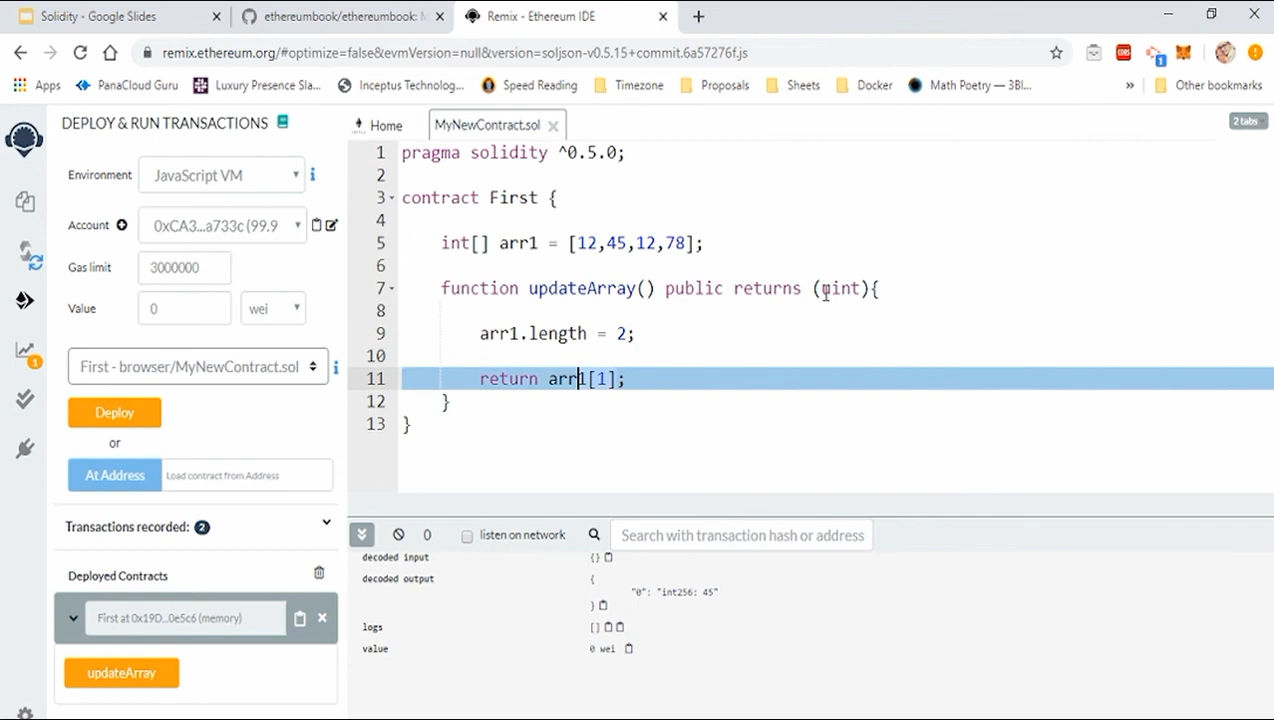 Solidity - Google Slides
ethereumbook/ethereumbook: M
Remix - Ethereum IDE
remix.ethereum.org/#optimize=false&evmVersion=null&version=soljson-v0.5.15+commit.6a57276f.js
Apps
PanaCloud Guru
Luxury Presence Sla...
Inceptus Technolog...
Speed Reading
Timezone
Proposals
Sheets
Docker
Math Poetry — 3Bl...
»
Other bookmarks
DEPLOY & RUN TRANSACTIONS
Home
MyNewContract.sol
2 tabs
Environment
JavaScript VM
Account
0xCA3...a733c (99.9
Gas limit
3000000
Value
0
wei
First - browser/MyNewContract.sol
Deploy
or
At Address
Load contract from Address
Transactions recorded: 2
Deployed Contracts
First at 0x19D...0e5c6 (memory)
updateArray
1 pragma solidity ^0.5.0;
2
3 contract First {
4
5 int[] arr1 = [12,45,12,78];
6
7 function updateArray() public returns (uint){
8
9 arr1.length = 2;
10
11 return arr1[1];
12 }
13 }
0
listen on network
Search with transaction hash or address
decoded input
{}
decoded output
{
"0": "int256: 45"
}
logs
[]
value
0 wei